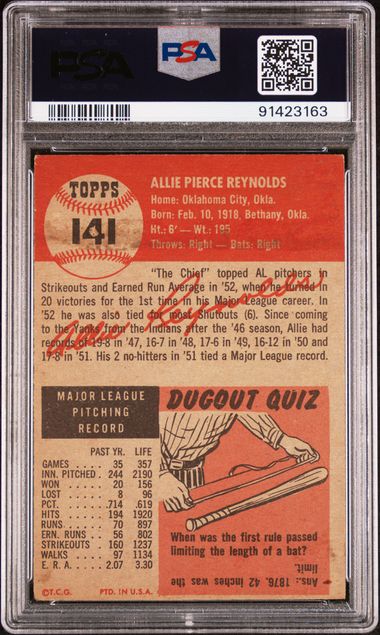 PSA
PSA
91423163
TOPPS
141
ALLIE PIERCE REYNOLDS
Home: Oklahoma City, Okla.
Born: Feb. 10, 1918, Bethany, Okla.
Ht.: 6'— Wt.: 195
Throws: Right — Bats: Right
"The Chief" topped AL pitchers in
Strikeouts and Earned Run Average in '52, when he turned in
20 victories for the 1st time in his Major League career. In
'52 he was also tied for most Shutouts (6). Since coming
to the Yanks from the Indians after the '46 season, Allie had
records of 19-8 in '47, 16-7 in '48, 17-6 in '49, 16-12 in '50 and
17-8 in '51. His 2 no-hitters in '51 tied a Major League record.
Allie Reynolds
MAJOR LEAGUE
PITCHING
RECORD
PAST YR. LIFE
GAMES 35 357
INN. PITCHED 244 2190
WON 20 156
LOST 8 96
PCT. .714 .619
HITS 194 1920
RUNS 70 897
ERN. RUNS 56 802
STRIKEOUTS 160 1237
WALKS 97 1134
E. R. A. 2.07 3.30
©T.C.G. PTD. IN U.S.A.
DUGOUT QUIZ
When was the first rule passed
limiting the length of a bat?
Ans.: 1876. 42 inches was the
limit.